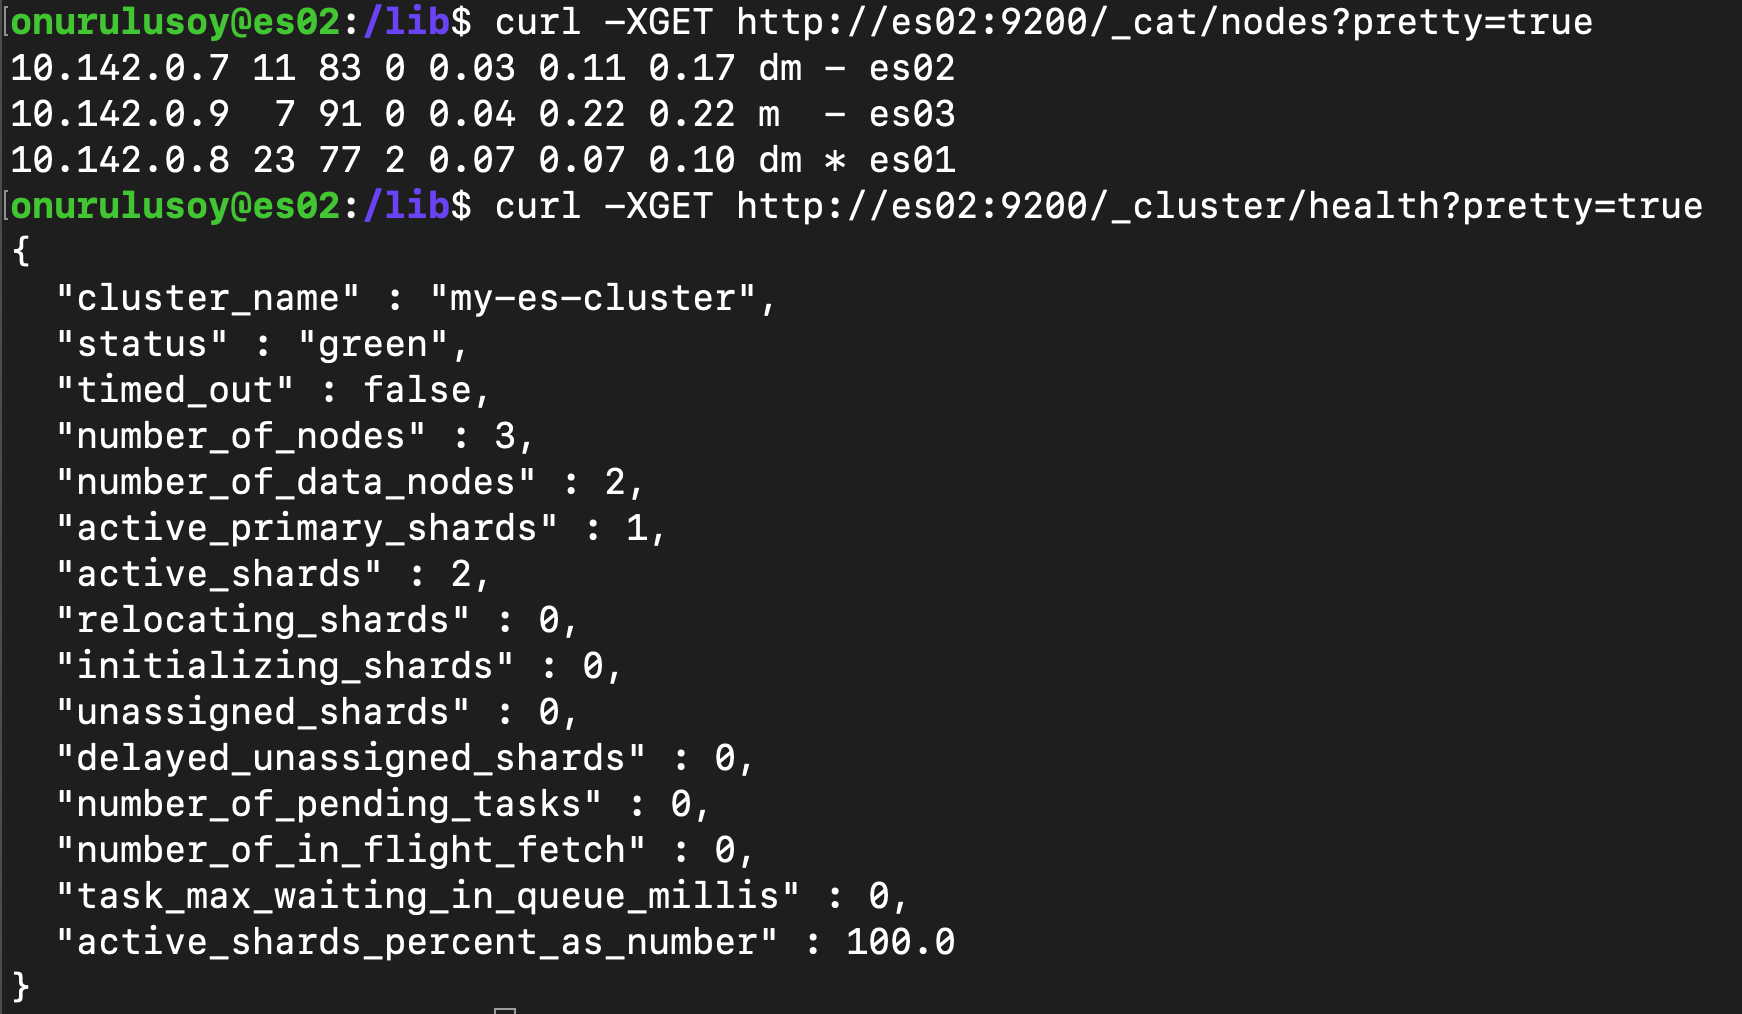 onurulusoy@es02:/lib$ curl -XGET http://es02:9200/_cat/nodes?pretty=true
10.142.0.7 11 83 0 0.03 0.11 0.17 dm - es02
10.142.0.9  7 91 0 0.04 0.22 0.22 m  - es03
10.142.0.8 23 77 2 0.07 0.07 0.10 dm * es01
onurulusoy@es02:/lib$ curl -XGET http://es02:9200/_cluster/health?pretty=true
{
  "cluster_name" : "my-es-cluster",
  "status" : "green",
  "timed_out" : false,
  "number_of_nodes" : 3,
  "number_of_data_nodes" : 2,
  "active_primary_shards" : 1,
  "active_shards" : 2,
  "relocating_shards" : 0,
  "initializing_shards" : 0,
  "unassigned_shards" : 0,
  "delayed_unassigned_shards" : 0,
  "number_of_pending_tasks" : 0,
  "number_of_in_flight_fetch" : 0,
  "task_max_waiting_in_queue_millis" : 0,
  "active_shards_percent_as_number" : 100.0
}